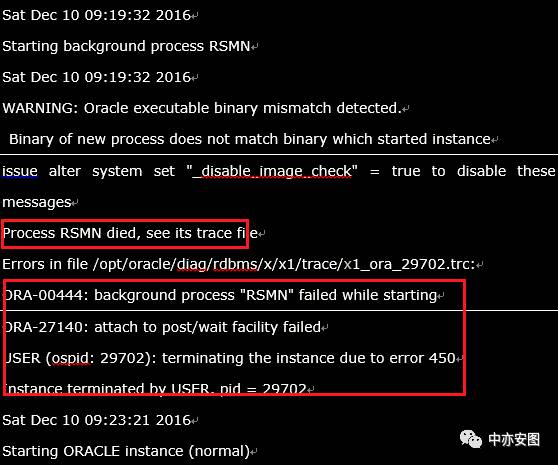 Sat Dec 10 09:19:32 2016
Starting background process RSMN
Sat Dec 10 09:19:32 2016
WARNING: Oracle executable binary mismatch detected.
Binary of new process does not match binary which started instance
issue alter system set "_disable_image_check" = true to disable these
messages
Process RSMN died, see its trace file
Errors in file /opt/oracle/diag/rdbms/x/x1/trace/x1_ora_29702.trc:
ORA-00444: background process "RSMN" failed while starting
ORA-27140: attach to post/wait facility failed
USER (ospid: 29702): terminating the instance due to error 450
Instance terminated by USER, pid = 29702
Sat Dec 10 09:23:21 2016
Starting ORACLE instance (normal)
中亦安图